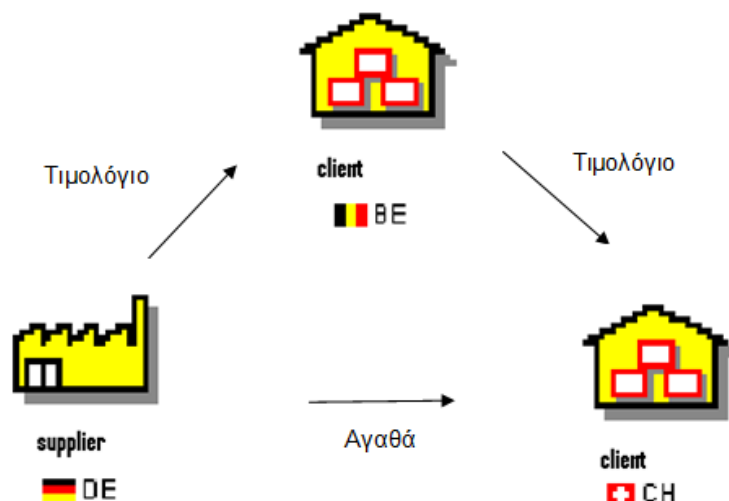 client
BE
Τιμολόγιο
Τιμολόγιο
supplier
DE
Αγαθά
client
CH